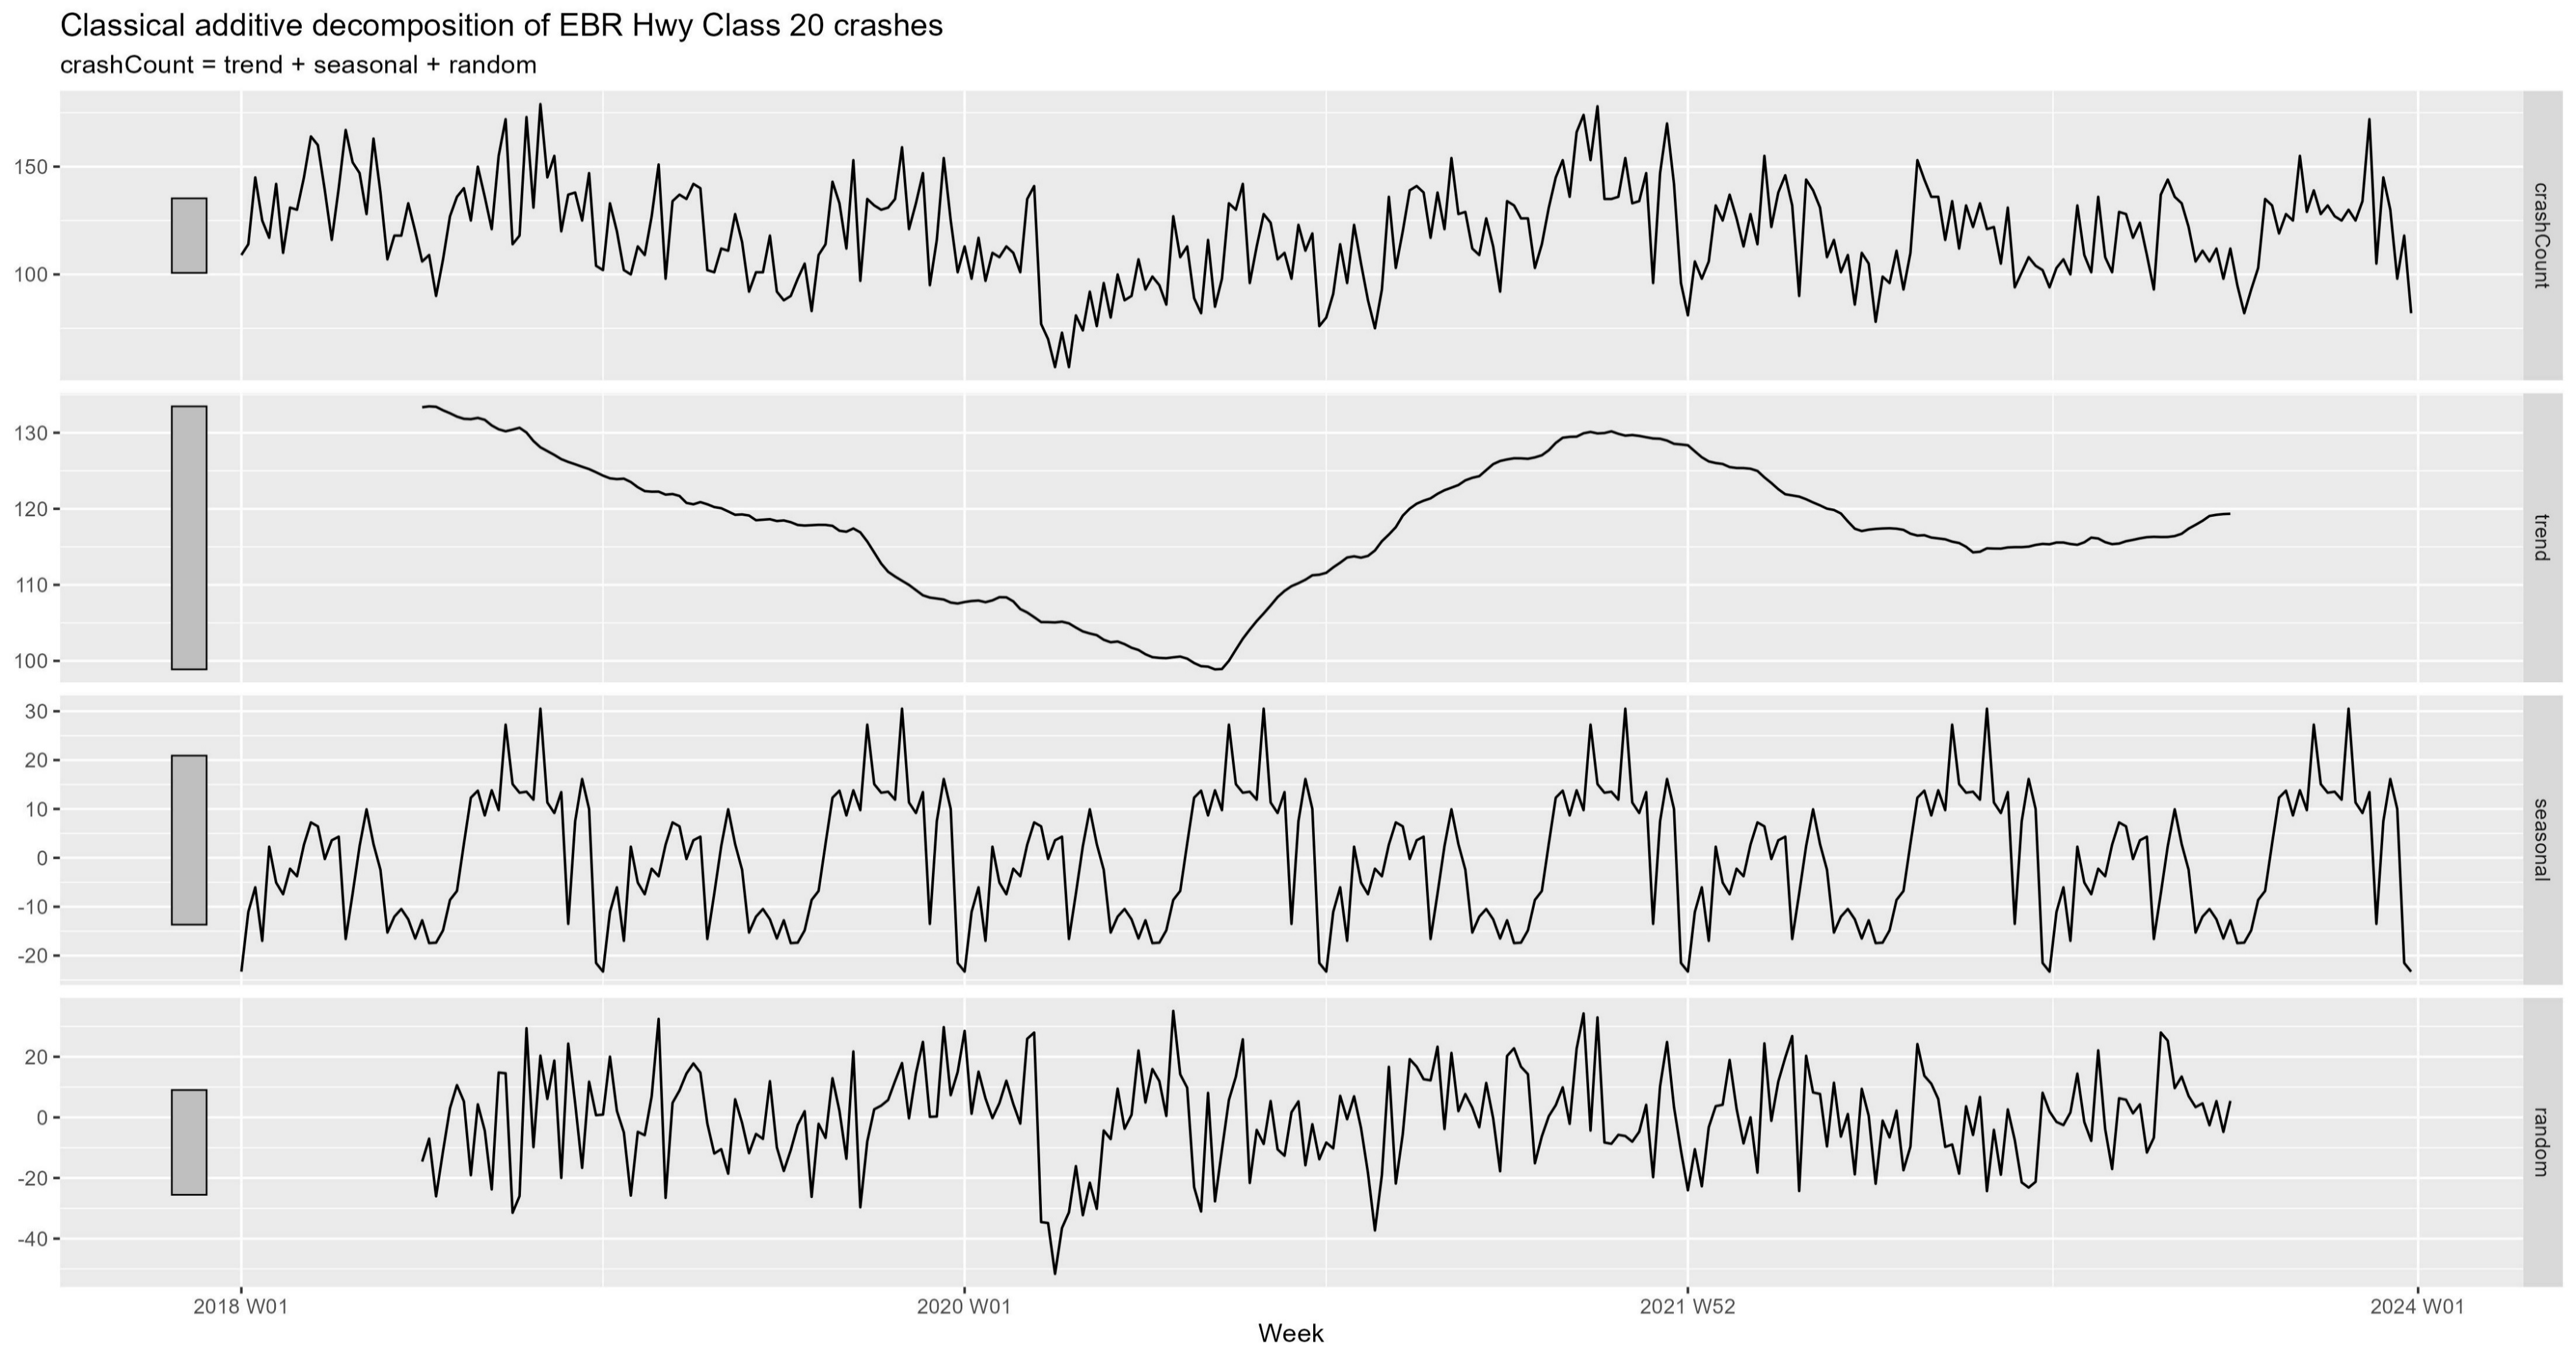 Classical additive decomposition of EBR Hwy Class 20 crashes
crashCount = trend + seasonal + random
150
100
crashCount
130
120
110
100
trend
30
20
10
0
-10
-20
seasonal
20
0
-20
-40
random
2018 W01
2020 W01
2021 W52
2024 W01
Week